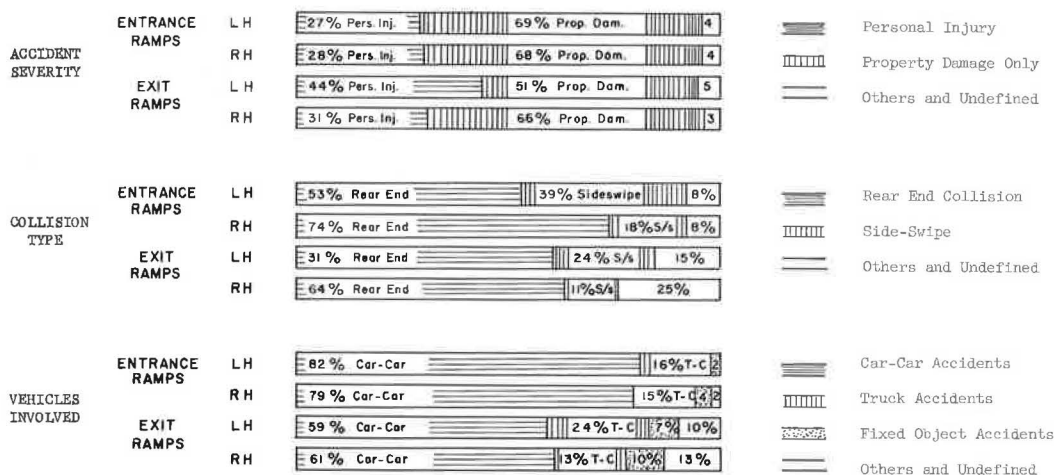 ACCIDENT SEVERITY
ENTRANCE RAMPS
LH 27% Pers. Inj. 69% Prop. Dam. 4
RH 28% Pers. Inj. 68% Prop. Dam. 4
EXIT RAMPS
LH 44% Pers. Inj. 51% Prop. Dam. 5
RH 31% Pers. Inj. 66% Prop. Dam. 3
Personal Injury
Property Damage Only
Others and Undefined
COLLISION TYPE
ENTRANCE RAMPS
LH 53% Rear End 39% Sideswipe 8%
RH 74% Rear End 18% S/s 8%
EXIT RAMPS
LH 31% Rear End 24% S/s 15%
RH 64% Rear End 11% S/s 25%
Rear End Collision
Side-Swipe
Others and Undefined
VEHICLES INVOLVED
ENTRANCE RAMPS
LH 82% Car-Car 16% T-C 2
RH 79% Car-Car 15% T-C 4 2
EXIT RAMPS
LH 59% Car-Car 24% T-C 7% 10%
RH 61% Car-Car 13% T-C 10% 13%
Car-Car Accidents
Truck Accidents
Fixed Object Accidents
Others and Undefined